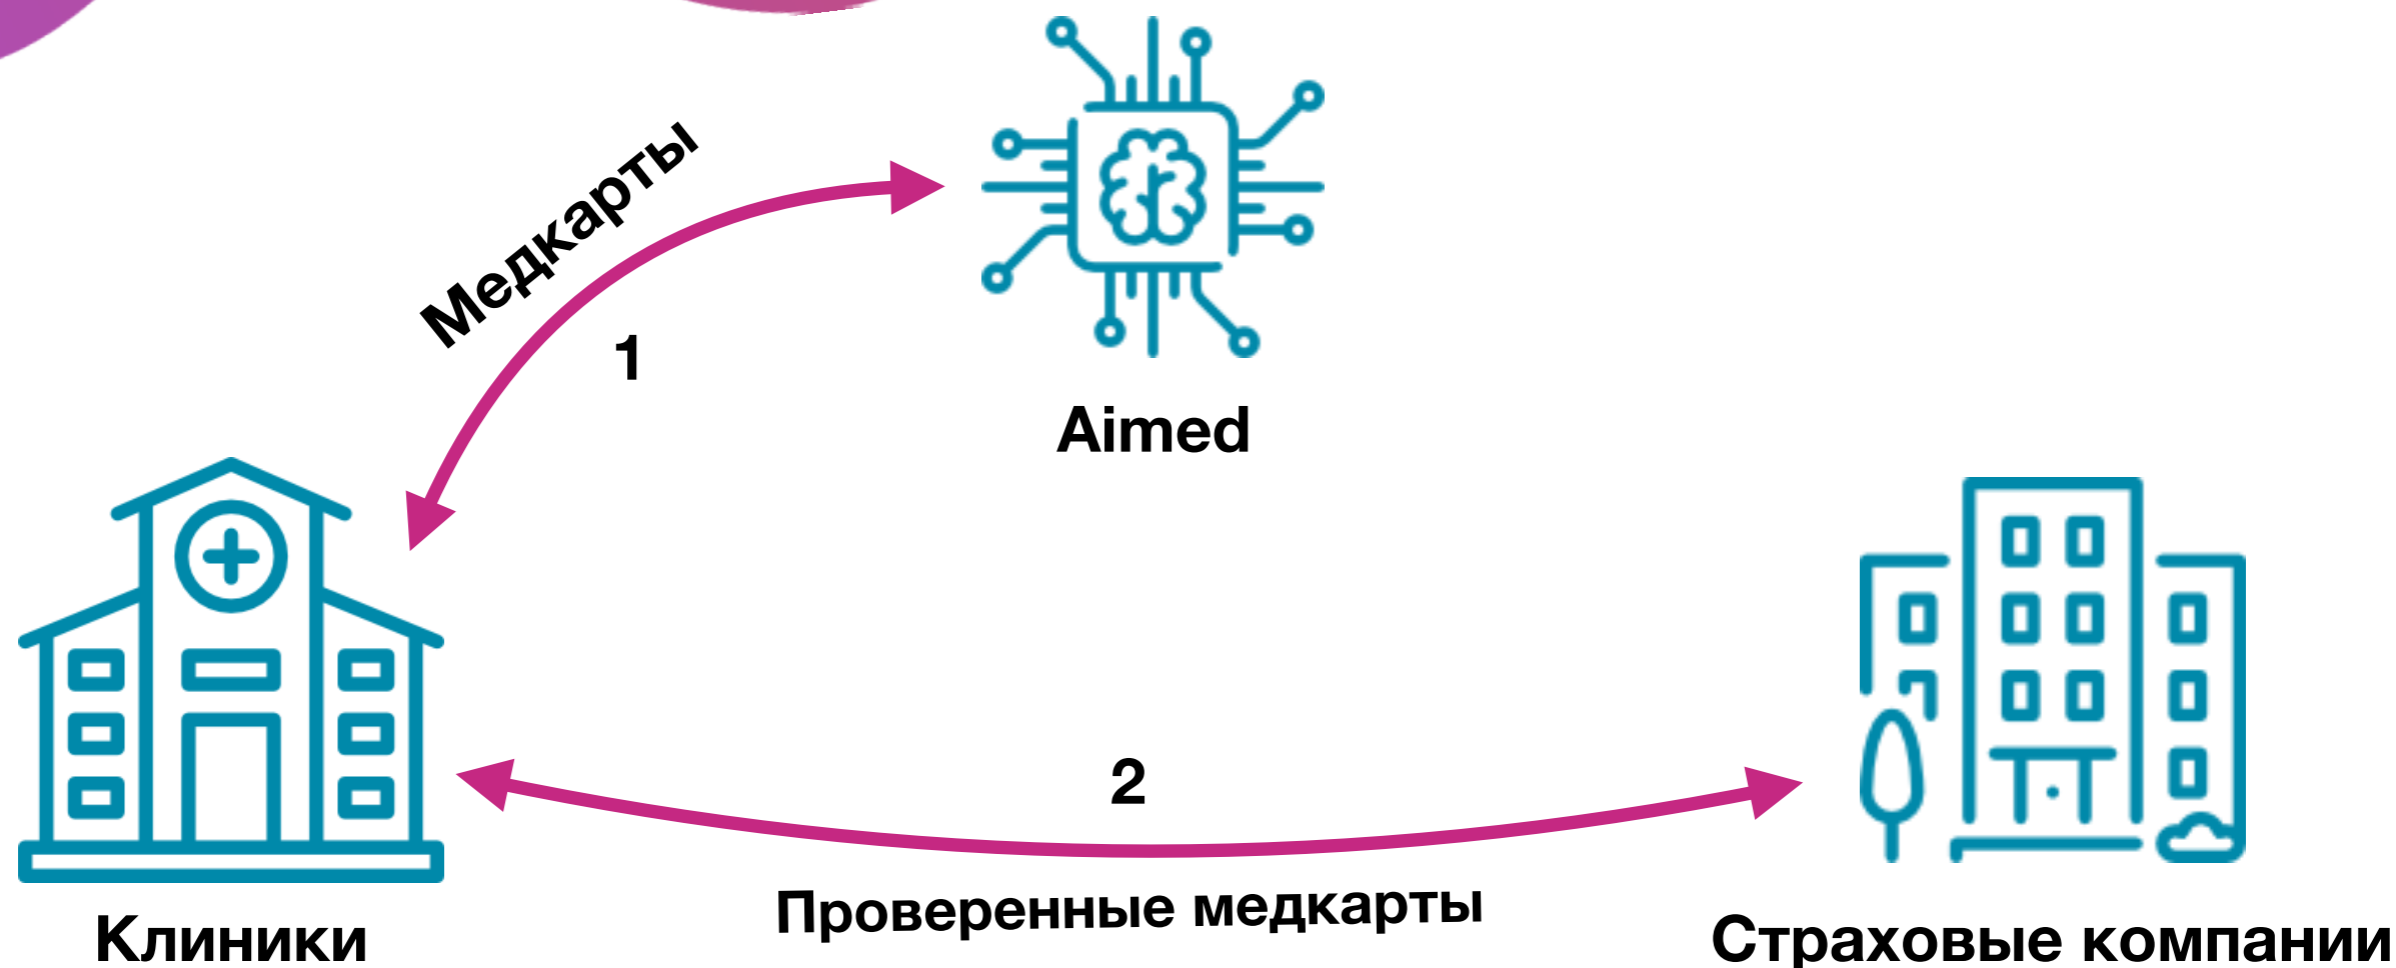 Медкарты
1
Aimed
2
Проверенные медкарты
Клиники
Страховые компании